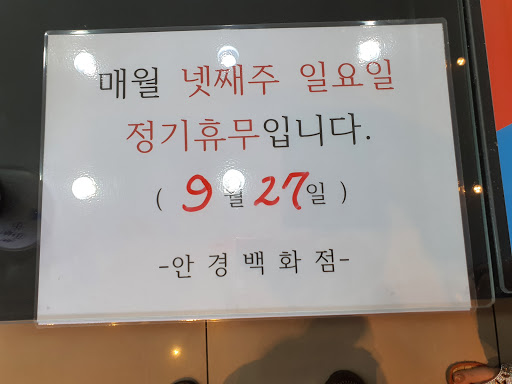 매월 넷째주 일요일
정기휴무입니다.
( 9월 27일 )
-안경백화점-